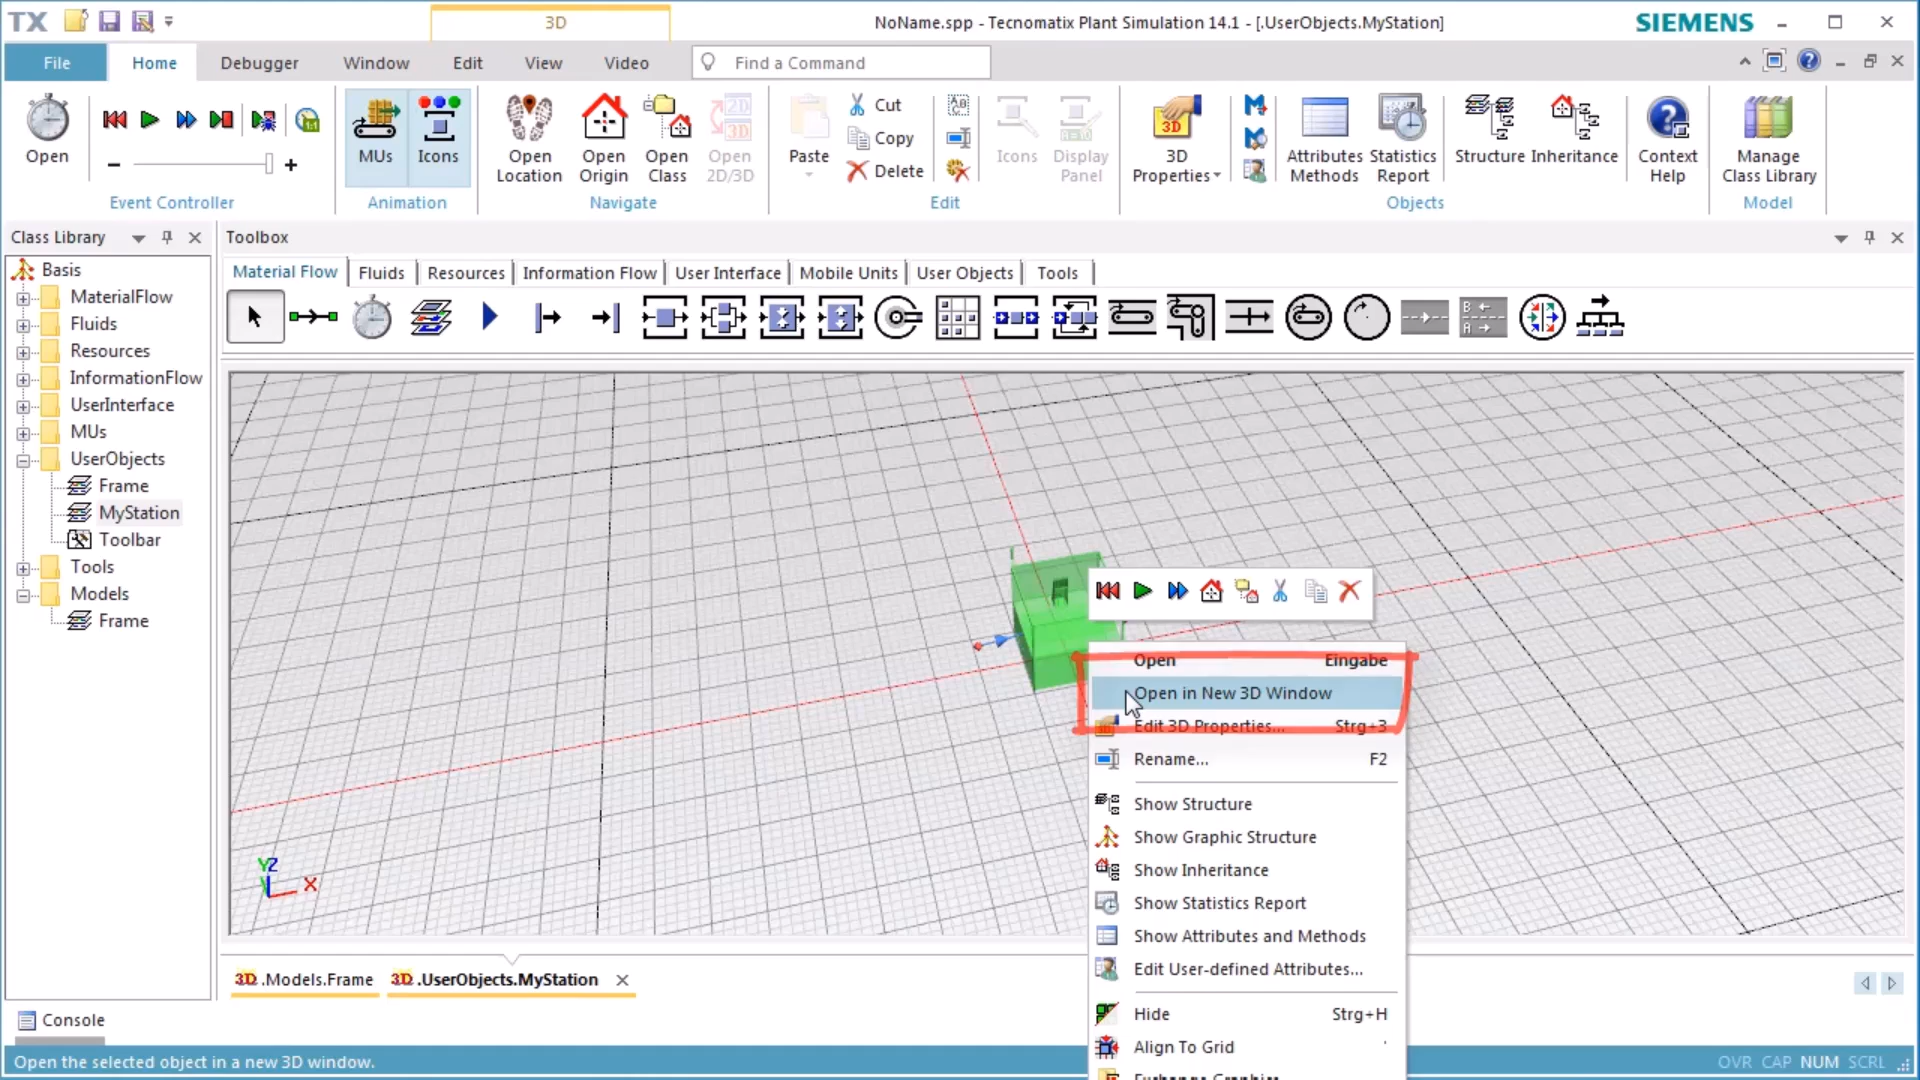 TX
3D
NoName.spp - Tecnomatix Plant Simulation 14.1 - [.UserObjects.MyStation]
SIEMENS
File
Home
Debugger
Window
Edit
View
Video
Find a Command
Open
Event Controller
MUs
Icons
Animation
Open Location
Open Origin
Open Class
Open 2D/3D
Navigate
Paste
Cut
Copy
Delete
Icons
Display Panel
Edit
3D Properties
Attributes Methods
Statistics Report
Structure
Inheritance
Objects
Context Help
Manage Class Library
Model
Class Library
Toolbox
Basis
MaterialFlow
Fluids
Resources
InformationFlow
UserInterface
MUs
UserObjects
Frame
MyStation
Toolbar
Tools
Models
Frame
Material Flow
Fluids
Resources
Information Flow
User Interface
Mobile Units
User Objects
Tools
Open Eingabe
Open in New 3D Window
Edit 3D Properties... Strg+3
Rename... F2
Show Structure
Show Graphic Structure
Show Inheritance
Show Statistics Report
Show Attributes and Methods
Edit User-defined Attributes...
Hide Strg+H
Align To Grid
X
3D .Models.Frame
3D .UserObjects.MyStation
Console
Open the selected object in a new 3D window.
OVR CAP NUM SCRL